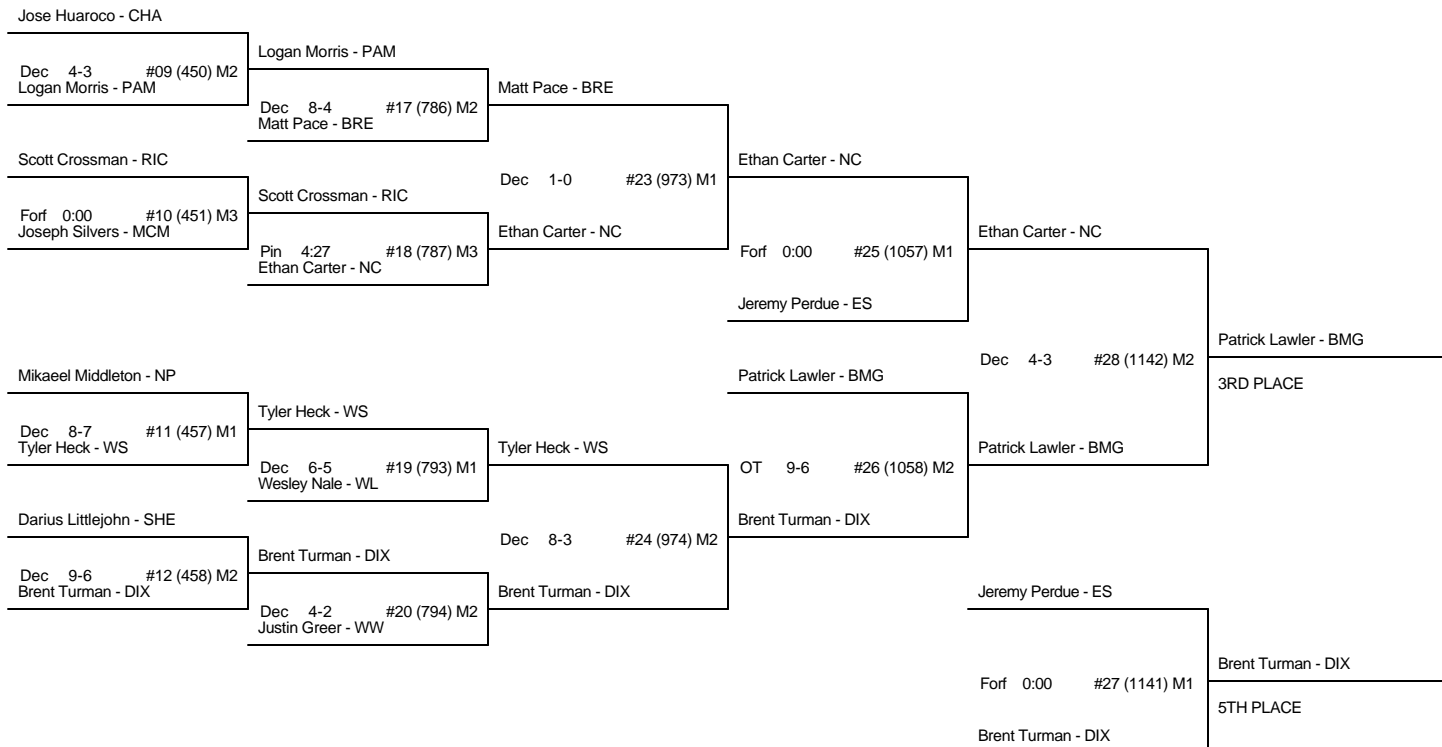 Jose Huaroco - CHA
Dec 4-3 #09 (450) M2
Logan Morris - PAM
Scott Crossman - RIC
Forf 0:00 #10 (451) M3
Joseph Silvers - MCM
Mikaeel Middleton - NP
Dec 8-7 #11 (457) M1
Tyler Heck - WS
Darius Littlejohn - SHE
Dec 9-6 #12 (458) M2
Brent Turman - DIX
Logan Morris - PAM
Dec 8-4 #17 (786) M2
Matt Pace - BRE
Scott Crossman - RIC
Pin 4:27 #18 (787) M3
Ethan Carter - NC
Tyler Heck - WS
Dec 6-5 #19 (793) M1
Wesley Nale - WL
Brent Turman - DIX
Dec 4-2 #20 (794) M2
Justin Greer - WW
Matt Pace - BRE
Dec 1-0 #23 (973) M1
Ethan Carter - NC
Tyler Heck - WS
Dec 8-3 #24 (974) M2
Brent Turman - DIX
Ethan Carter - NC
Forf 0:00 #25 (1057) M1
Jeremy Perdue - ES
Patrick Lawler - BMG
OT 9-6 #26 (1058) M2
Brent Turman - DIX
Ethan Carter - NC
Dec 4-3 #28 (1142) M2
Patrick Lawler - BMG
Jeremy Perdue - ES
Forf 0:00 #27 (1141) M1
Brent Turman - DIX
Patrick Lawler - BMG
3RD PLACE
Brent Turman - DIX
5TH PLACE